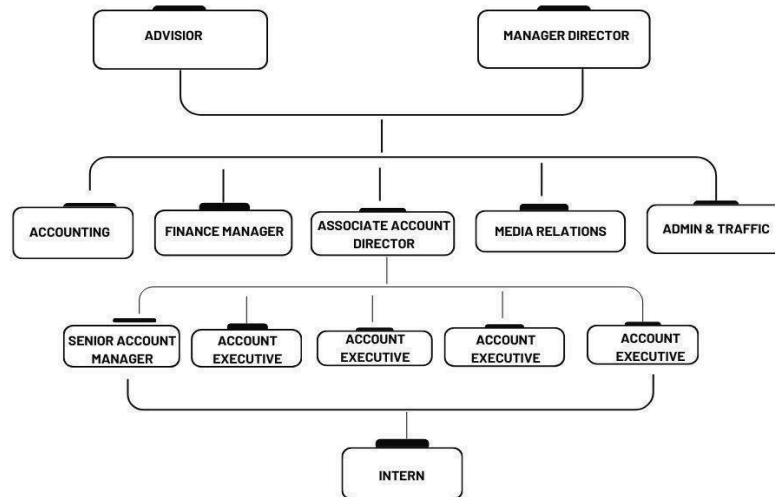 ADVISIOR
MANAGER DIRECTOR
ACCOUNTING
FINANCE MANAGER
ASSOCIATE ACCOUNT
DIRECTOR
MEDIA RELATIONS
ADMIN & TRAFFIC
SENIOR ACCOUNT
MANAGER
ACCOUNT
EXECUTIVE
ACCOUNT
EXECUTIVE
ACCOUNT
EXECUTIVE
ACCOUNT
EXECUTIVE
INTERN